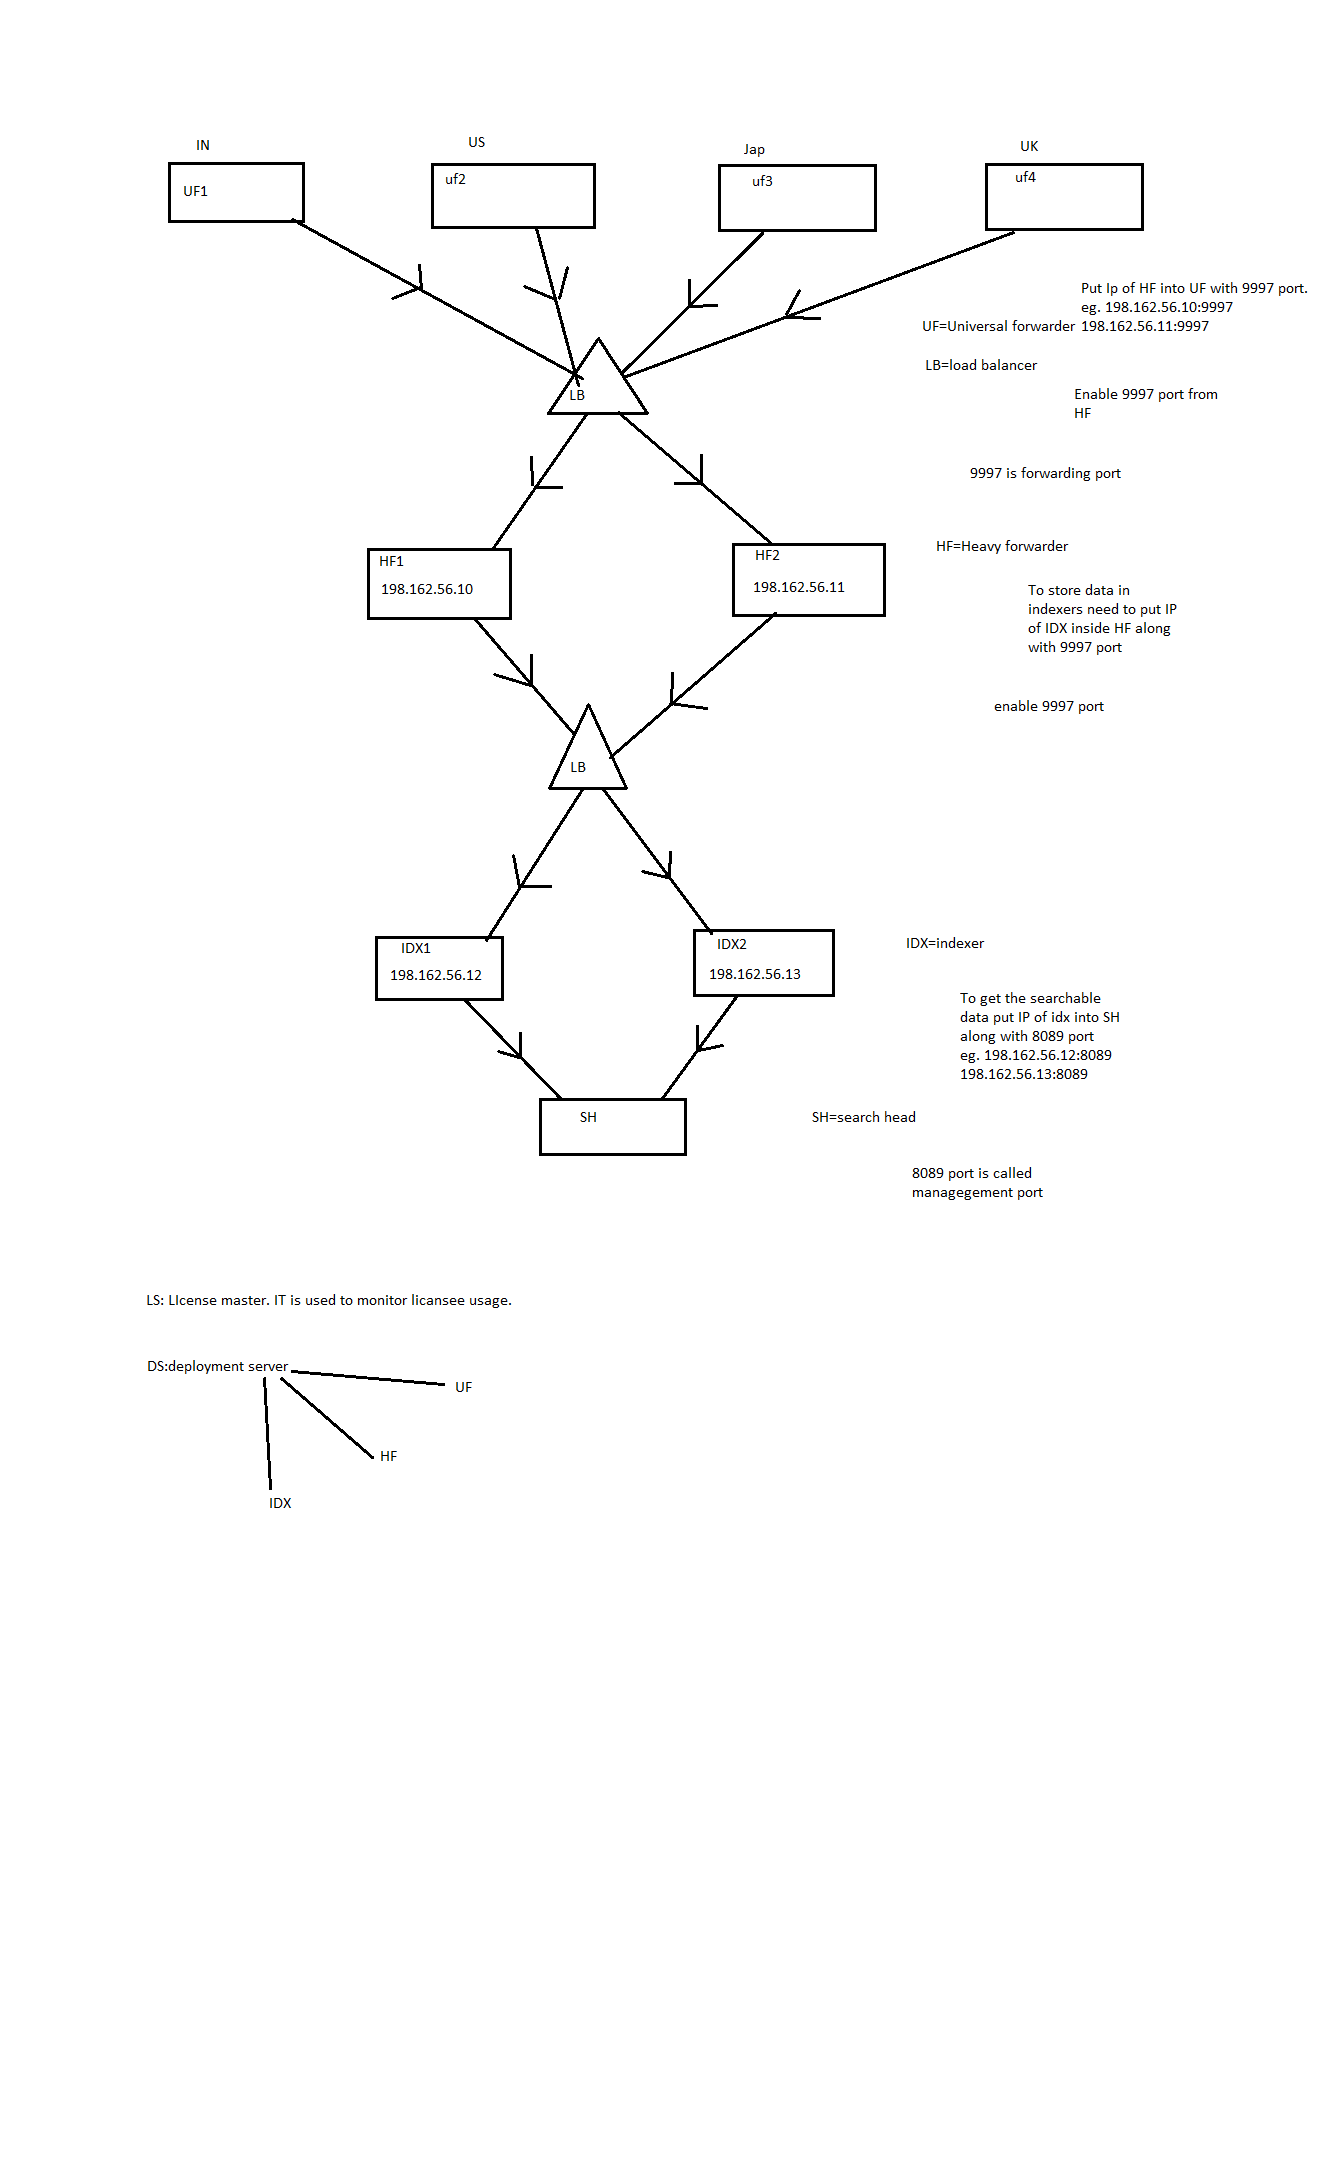 IN
US
Jap
UK
UF1
uf2
uf3
uf4
Put Ip of HF into UF with 9997 port.
eg. 198.162.56.10:9997
UF=Universal forwarder 198.162.56.11:9997
LB=load balancer
LB
Enable 9997 port from
HF
9997 is forwarding port
HF1
198.162.56.10
HF2
198.162.56.11
HF=Heavy forwarder
To store data in
indexers need to put IP
of IDX inside HF along
with 9997 port
enable 9997 port
LB
IDX1
198.162.56.12
IDX2
198.162.56.13
IDX=indexer
To get the searchable
data put IP of idx into SH
along with 8089 port
eg. 198.162.56.12:8089
198.162.56.13:8089
SH
SH=search head
8089 port is called
managegement port
LS: LIcense master. IT is used to monitor licansee usage.
DS:deployment server
UF
HF
IDX